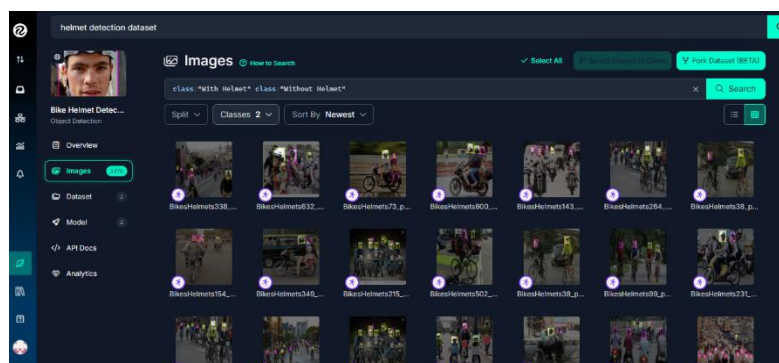 helmet detection dataset
Images
How to Search
Select All
Fork Dataset (BETA)
class:"With Helmet" class:"Without Helmet"
Search
Bike Helmet Detec...
Object Detection
Split
Classes 2
Sort By Newest
Overview
Images
Dataset 2
Model
API Docs
Analytics
BikesHelmets338_...
BikesHelmets632_...
BikesHelmets73_p...
BikesHelmets600_...
BikesHelmets143_...
BikesHelmets264_...
BikesHelmets38_p...
BikesHelmets154_...
BikesHelmets349_...
BikesHelmets215_...
BikesHelmets502_...
BikesHelmets38_p...
BikesHelmets99_p...
BikesHelmets231_...